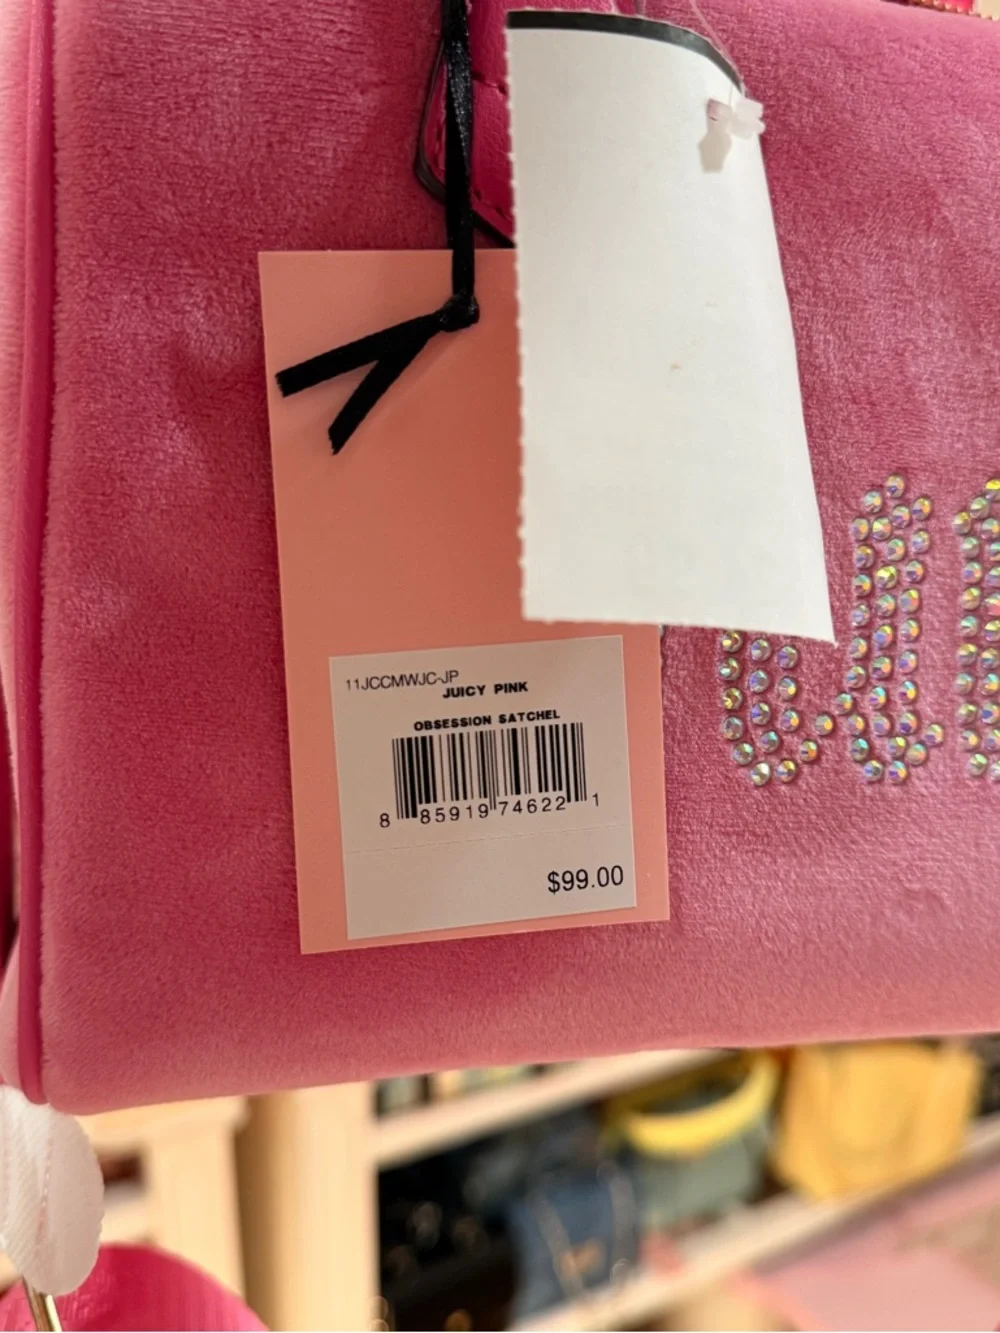 11JCCMWJC-JP
JUICY PINK
OBSESSION SATCHEL
8 85919 74622 1
$99.00